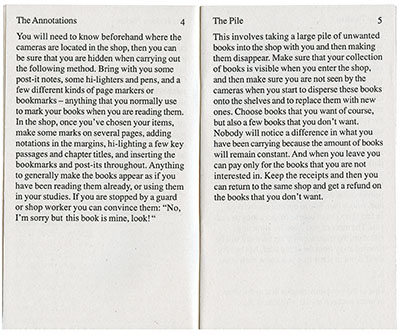 The Annotations 4
You will need to know beforehand where the
cameras are located in the shop, then you can
be sure that you are hidden when carrying out
the following method. Bring with you some
post-it notes, some hi-lighters and pens, and a
few different kinds of page markers or
bookmarks – anything that you normally use
to mark your books when you are reading them.
In the shop, once you've chosen your items,
make some marks on several pages, adding
notations in the margins, hi-lighting a few key
passages and chapter titles, and inserting the
bookmarks and post-its throughout. Anything
to generally make the books appear as if you
have been reading them already, or using them
in your studies. If you are stopped by a guard
or shop worker you can convince them: "No,
I'm sorry but this book is mine, look!"
The Pile 5
This involves taking a large pile of unwanted
books into the shop with you and then making
them disappear. Make sure that your collection
of books is visible when you enter the shop,
and then make sure you are not seen by the
cameras when you start to disperse these books
onto the shelves and to replace them with new
ones. Choose books that you want of course,
but also a few books that you don't want.
Nobody will notice a difference in what you
have been carrying because the amount of books
will remain constant. And when you leave you
can pay only for the books that you are not
interested in. Keep the receipts and then you
can return to the same shop and get a refund on
the books that you don't want.